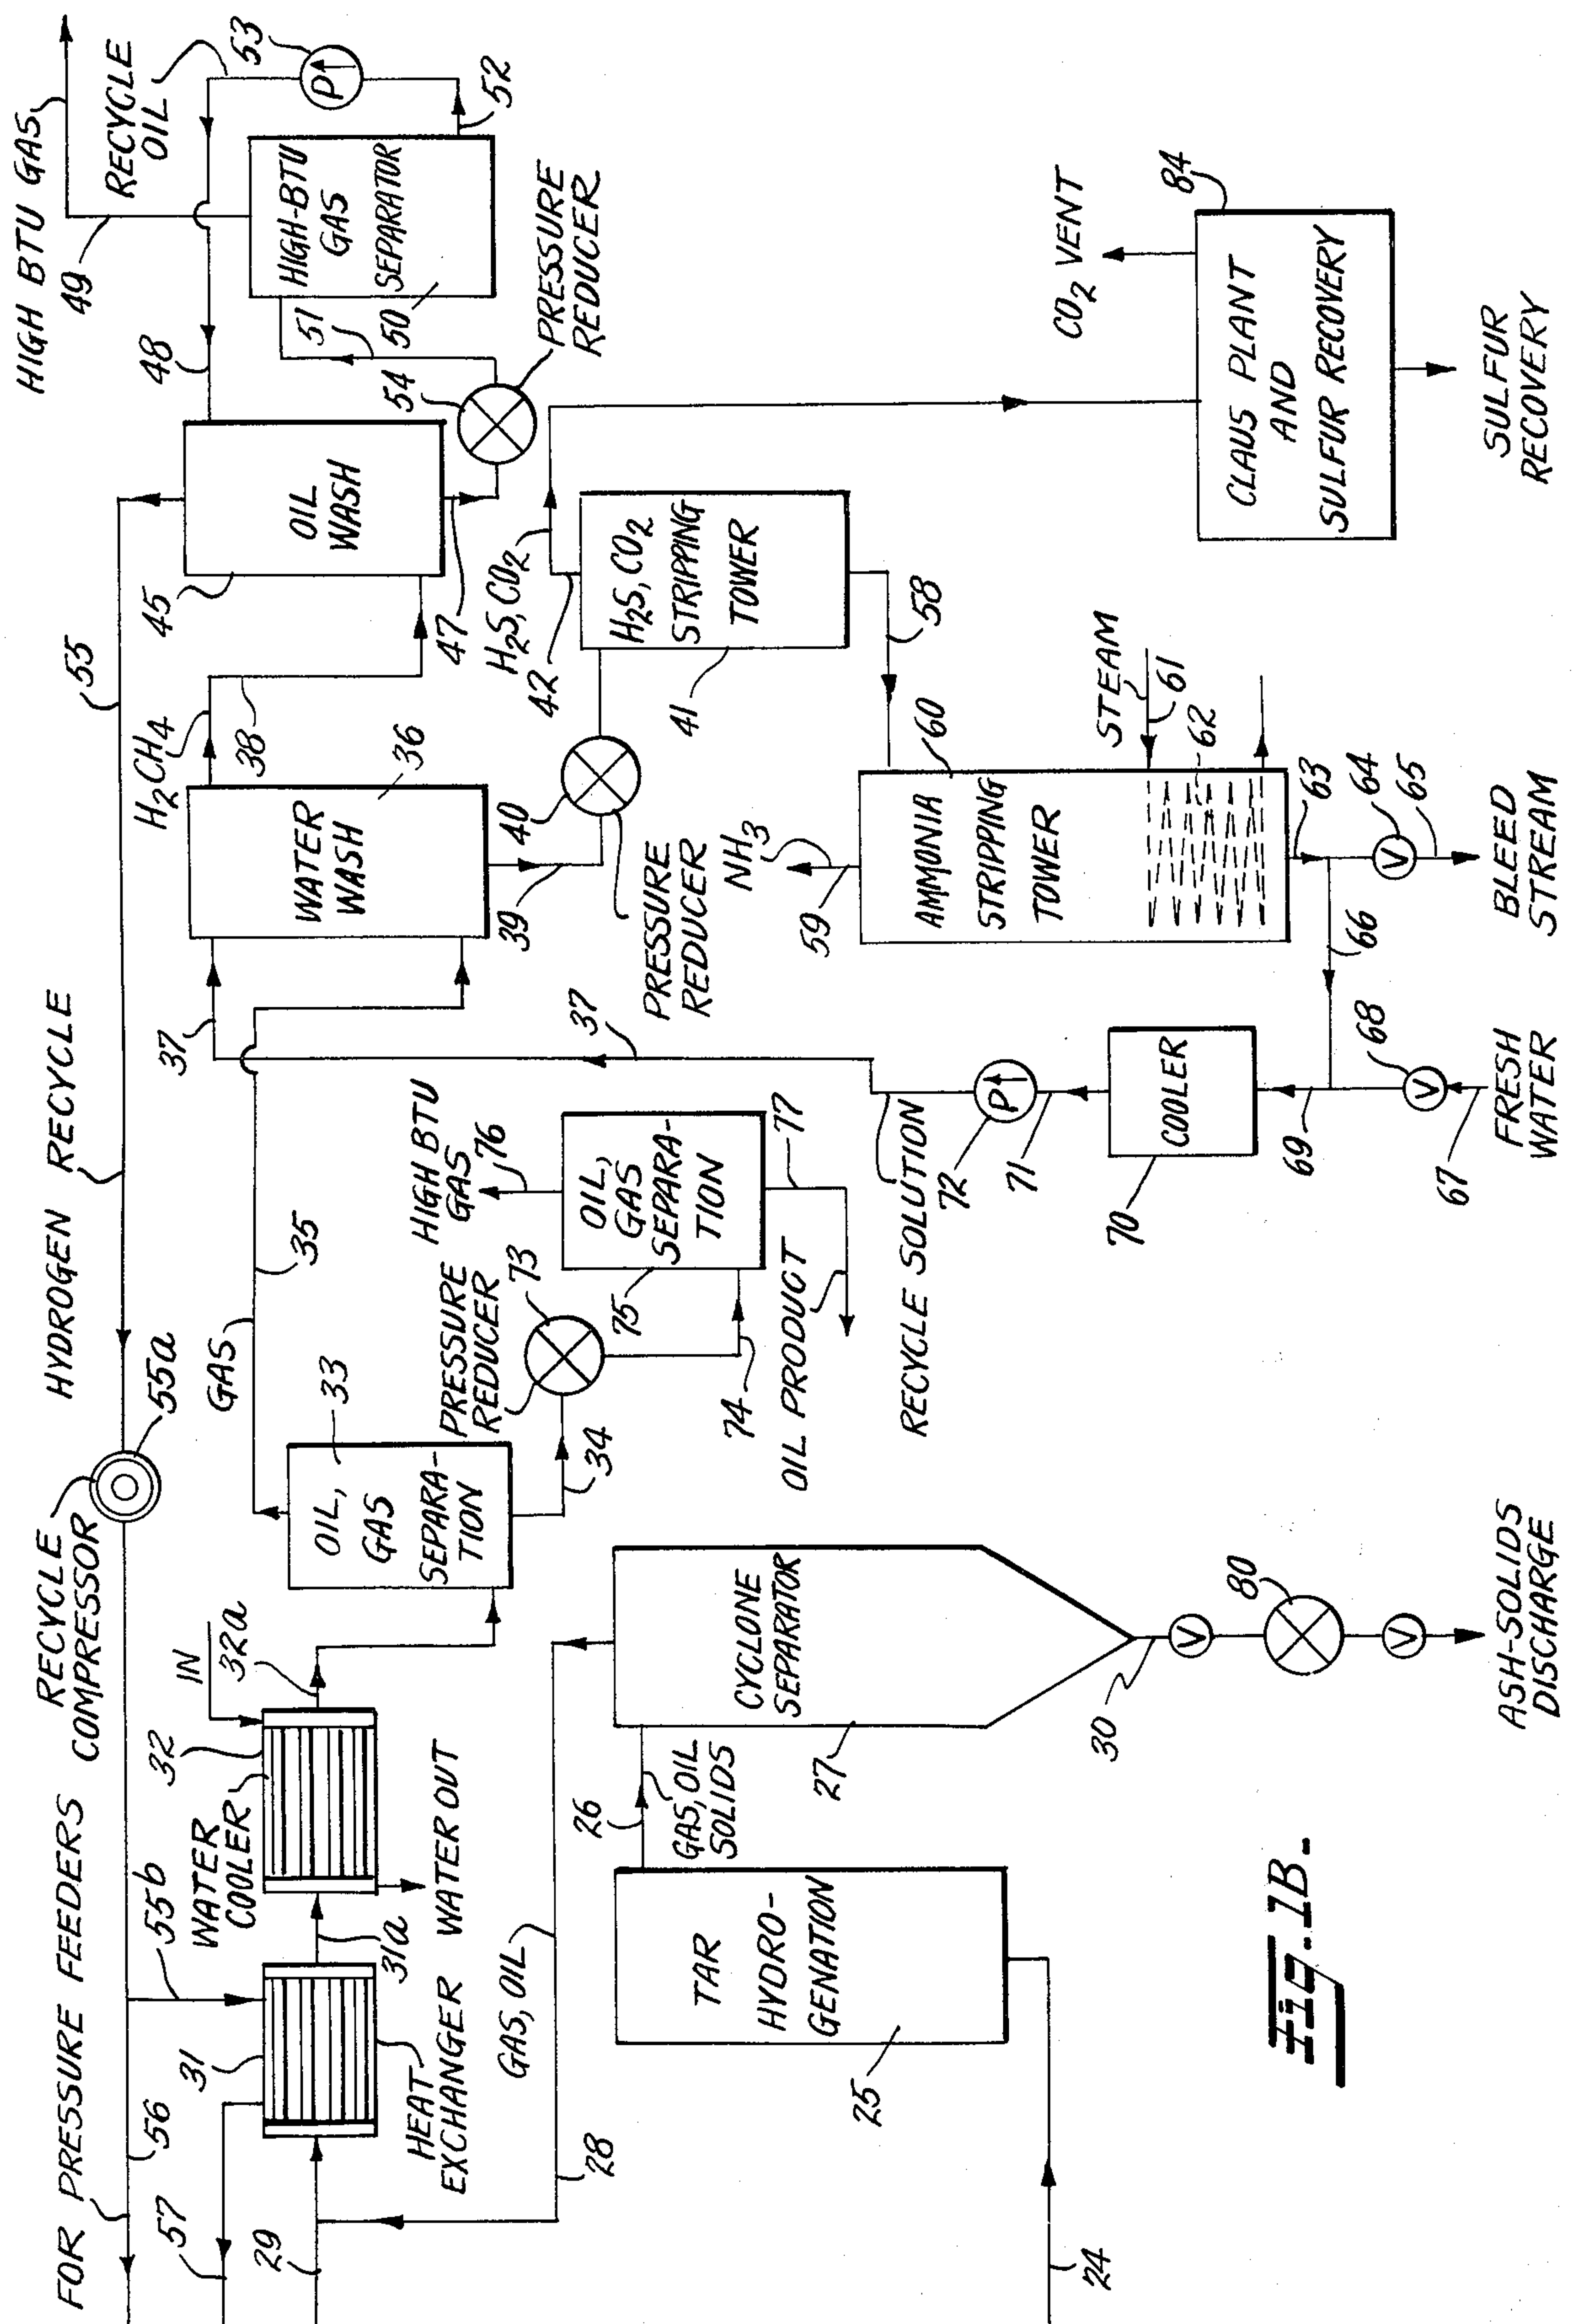 FOR PRESSURE FEEDERS
56
57
29
31
HEAT
EXCHANGER
55b
31a
WATER
COOLER
32
IN
32a
WATER OUT
RECYCLE
COMPRESSOR
55a
HYDROGEN RECYCLE
55
GAS
35
OIL,
GAS
SEPARA-
TION
33
34
PRESSURE
REDUCER
73
74
OIL,
GAS
SEPARA-
TION
75
HIGH BTU
GAS
76
77
OIL PRODUCT
37
37
WATER
WASH
36
H2CH4
38
39
40
PRESSURE
REDUCER
OIL
WASH
45
47
48
HIGH BTU GAS
49
RECYCLE
OIL
53
P
52
HIGH-BTU
GAS
SEPARATOR
50
51
54
PRESSURE
REDUCER
H2S, CO2
42
H2S, CO2
STRIPPING
TOWER
41
58
NH3
59
AMMONIA
STRIPPING
TOWER
60
STEAM
61
62
63
V
64
65
BLEED
STREAM
66
FRESH
WATER
67
V
68
69
COOLER
70
71
P
72
RECYCLE SOLUTION
CO2 VENT
84
CLAUS PLANT
AND
SULFUR RECOVERY
SULFUR
RECOVERY
24
TAR
HYDRO-
GENATION
25
26
GAS, OIL
SOLIDS
CYCLONE
SEPARATOR
27
GAS, OIL
28
30
V
80
V
ASH-SOLIDS
DISCHARGE
Fig. 1B.